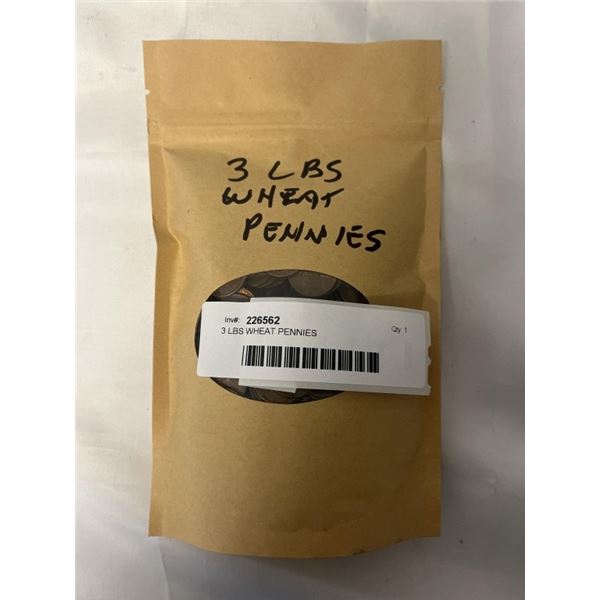 3 LBS
WHEAT
PENNIES
Inv#: 226562
3 LBS WHEAT PENNIES
Qty: 1